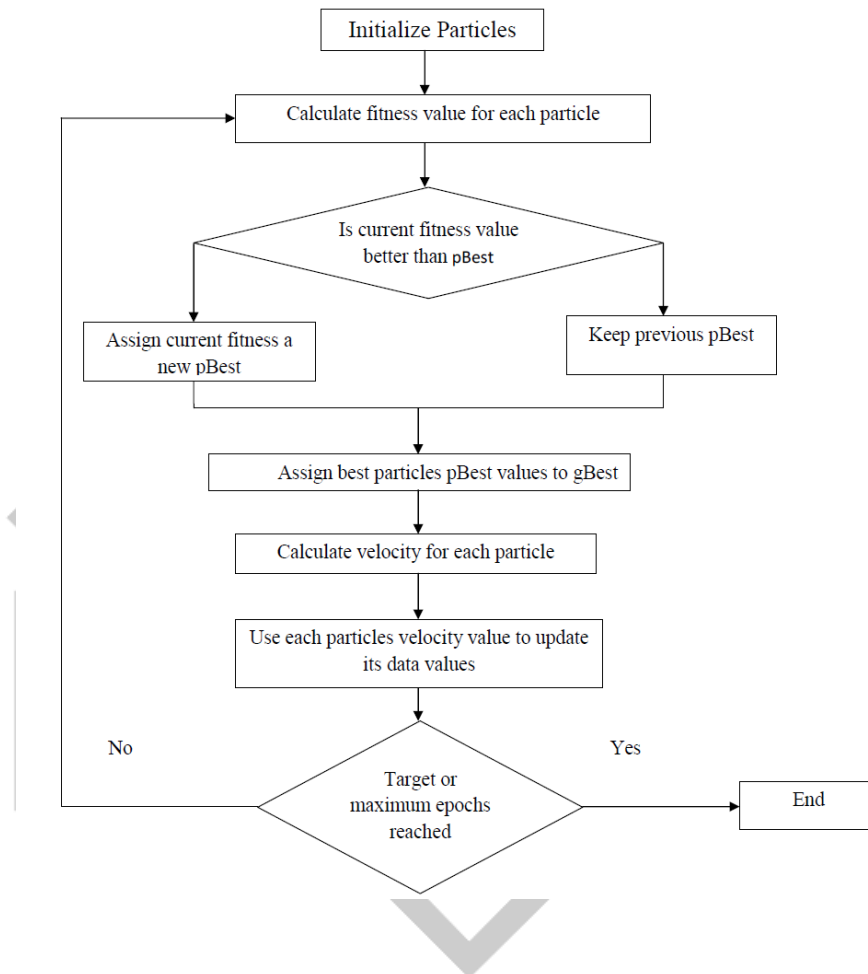 Initialize Particles
Calculate fitness value for each particle
Is current fitness value
better than pBest
Assign current fitness a
new pBest
Keep previous pBest
Assign best particles pBest values to gBest
Calculate velocity for each particle
Use each particles velocity value to update
its data values
No
Yes
Target or
maximum epochs
reached
End